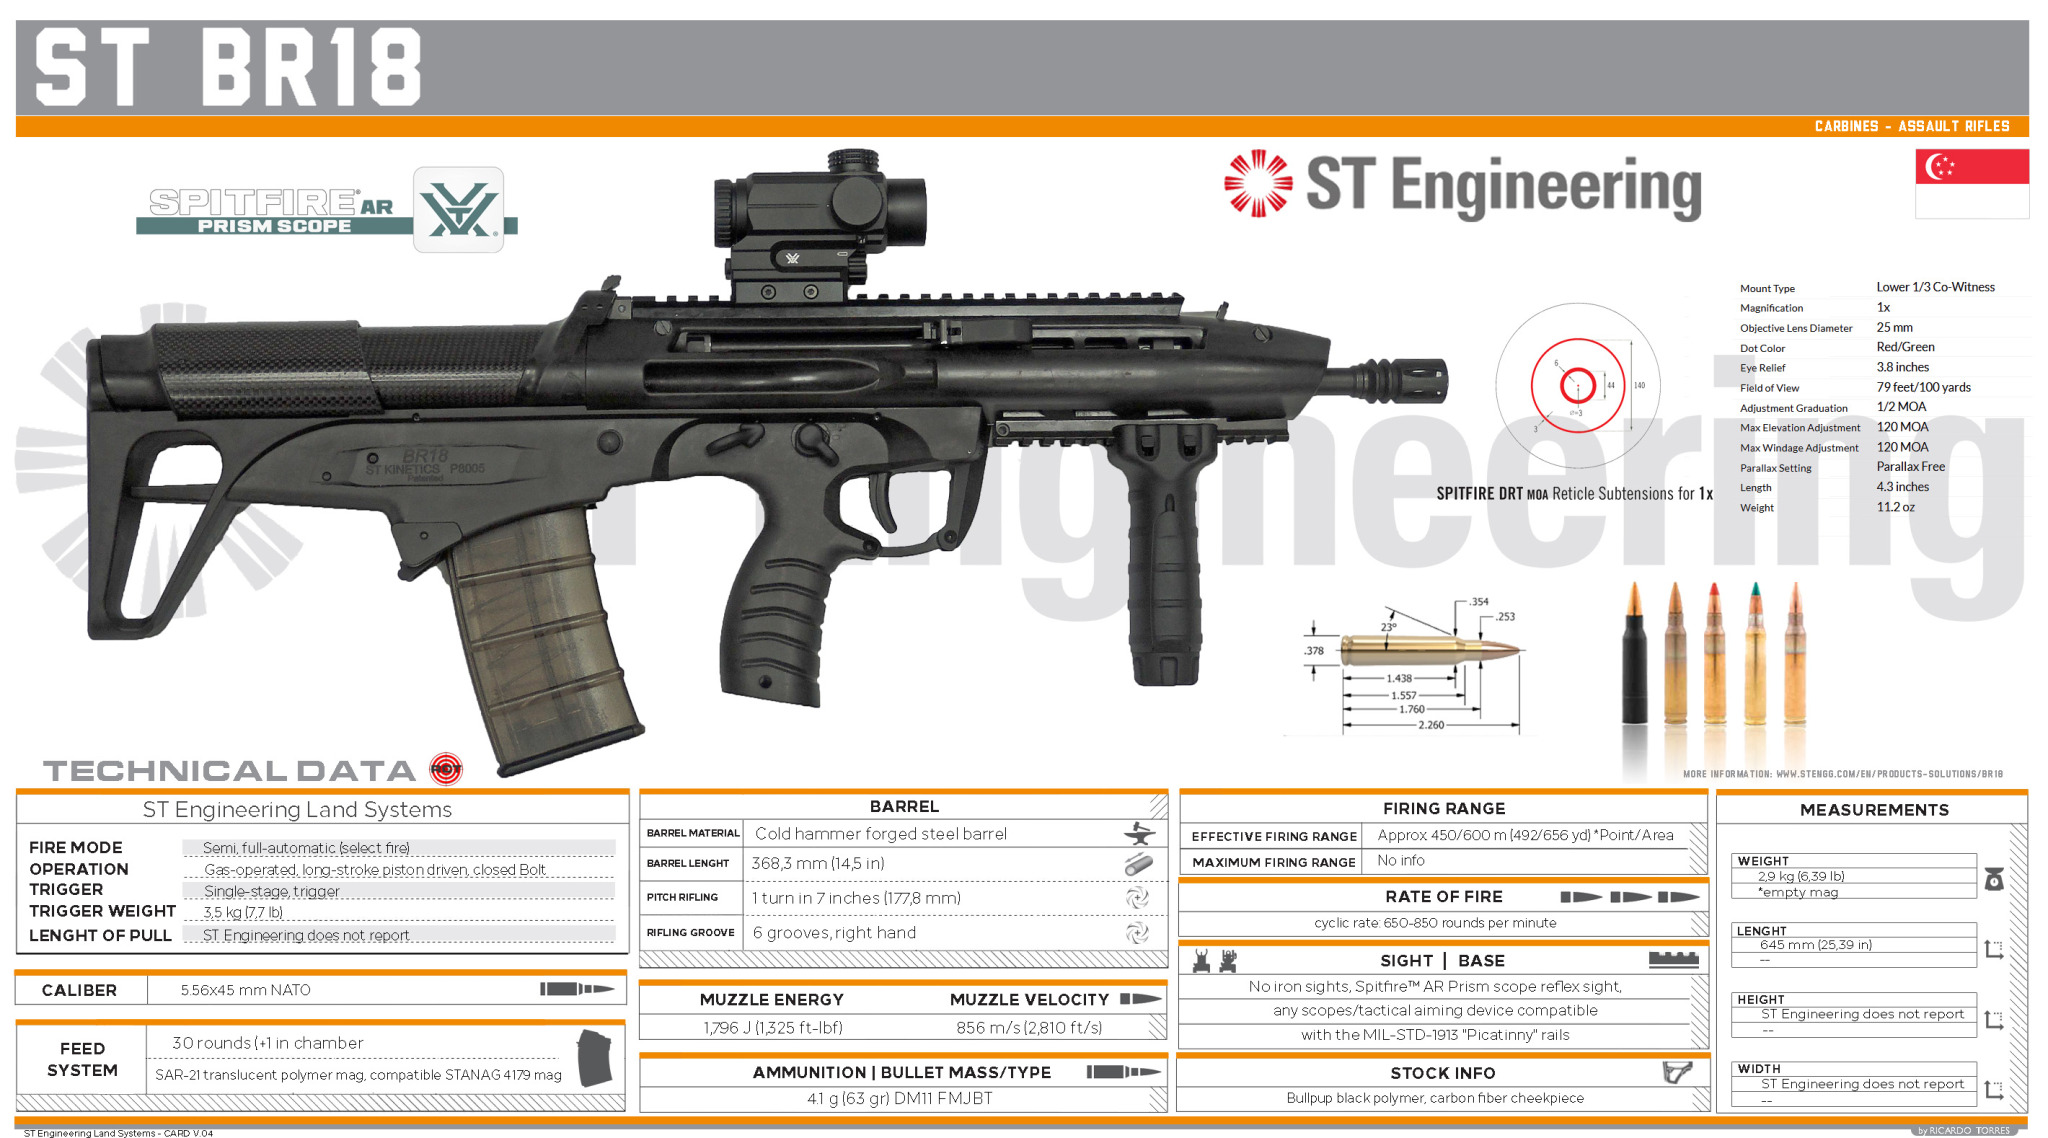 ST BR18
CARBINES - ASSAULT RIFLES
SPITFIRE® AR
PRISM SCOPE
ST Engineering
Mount Type Lower 1/3 Co-Witness
Magnification 1x
Objective Lens Diameter 25 mm
Dot Color Red/Green
Eye Relief 3.8 inches
Field of View 79 feet/100 yards
Adjustment Graduation 1/2 MOA
Max Elevation Adjustment 120 MOA
Max Windage Adjustment 120 MOA
Parallax Setting Parallax Free
Length 4.3 inches
Weight 11.2 oz
6
44
140
3
SPITFIRE DRT MOA Reticle Subtensions for 1x
BR18
ST KINETICS P8005
Patented
Engineering
.354
.253
23°
.378
1.438
1.557
1.760
2.260
MORE INFORMATION: WWW.STENGG.COM/EN/PRODUCTS-SOLUTIONS/BR18
TECHNICAL DATA
ST Engineering Land Systems
FIRE MODE Semi, full-automatic (select fire)
OPERATION Gas-operated, long-stroke piston driven, closed Bolt
TRIGGER Single-stage, trigger
TRIGGER WEIGHT 3,5 kg (7,7 lb)
LENGHT OF PULL ST Engineering does not report
CALIBER 5.56x45 mm NATO
FEED SYSTEM
30 rounds (+1 in chamber
SAR-21 translucent polymer mag, compatible STANAG 4179 mag
BARREL
BARREL MATERIAL Cold hammer forged steel barrel
BARREL LENGHT 368,3 mm (14,5 in)
PITCH RIFLING 1 turn in 7 inches (177,8 mm)
RIFLING GROOVE 6 grooves, right hand
MUZZLE ENERGY MUZZLE VELOCITY
1,796 J (1,325 ft-lbf) 856 m/s (2,810 ft/s)
AMMUNITION | BULLET MASS/TYPE
4.1 g (63 gr) DM11 FMJBT
FIRING RANGE
EFFECTIVE FIRING RANGE Approx 450/600 m (492/656 yd) *Point/Area
MAXIMUM FIRING RANGE No info
RATE OF FIRE
cyclic rate: 650-850 rounds per minute
SIGHT | BASE
No iron sights, Spitfire™ AR Prism scope reflex sight,
any scopes/tactical aiming device compatible
with the MIL-STD-1913 "Picatinny" rails
STOCK INFO
Bullpup black polymer, carbon fiber cheekpiece
MEASUREMENTS
WEIGHT
2,9 kg (6,39 lb)
*empty mag
LENGHT
645 mm (25,39 in)
--
HEIGHT
ST Engineering does not report
--
WIDTH
ST Engineering does not report
--
ST Engineering Land Systems - CARD V.04
by RICARDO TORRES